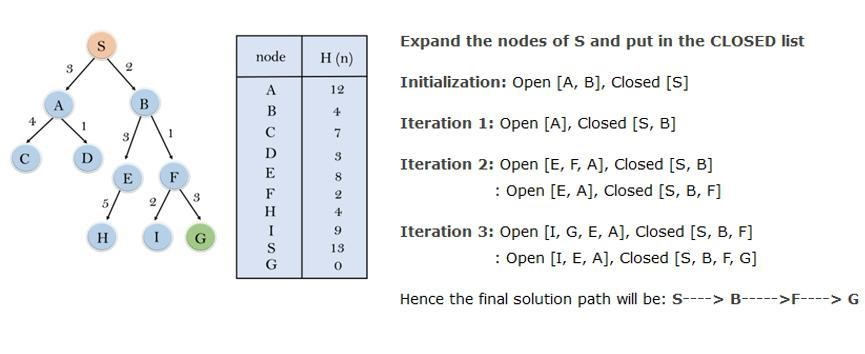 S
3
2
A
B
4
1
3
1
C
D
E
F
5
2
3
H
I
G
node H (n)
A 12
B 4
C 7
D 3
E 8
F 2
H 4
I 9
S 13
G 0
Expand the nodes of S and put in the CLOSED list
Initialization: Open [A, B], Closed [S]
Iteration 1: Open [A], Closed [S, B]
Iteration 2: Open [E, F, A], Closed [S, B]
: Open [E, A], Closed [S, B, F]
Iteration 3: Open [I, G, E, A], Closed [S, B, F]
: Open [I, E, A], Closed [S, B, F, G]
Hence the final solution path will be: S----> B----->F----> G